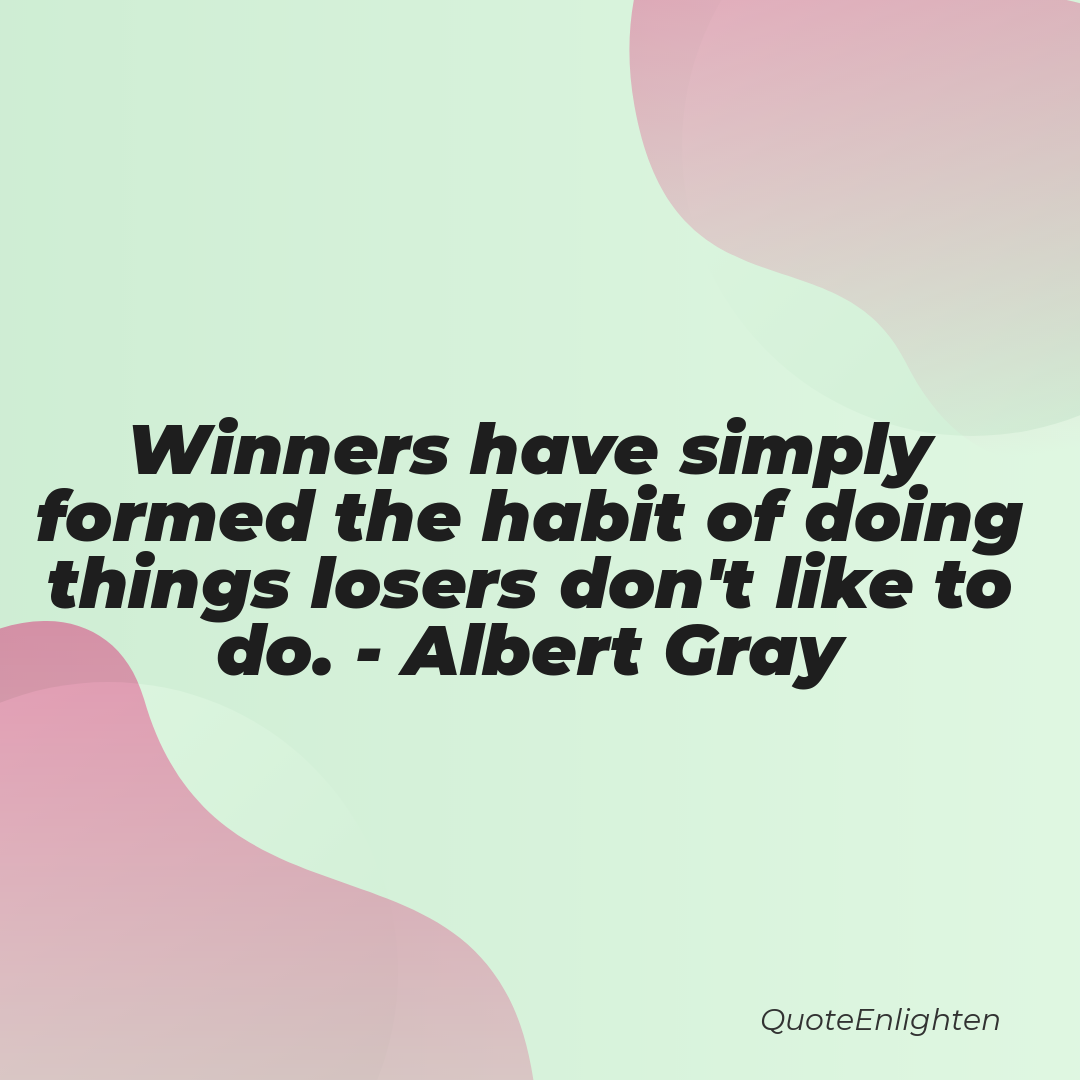 Winners have simply
formed the habit of doing
things losers don't like to
do. - Albert Gray
QuoteEnlighten